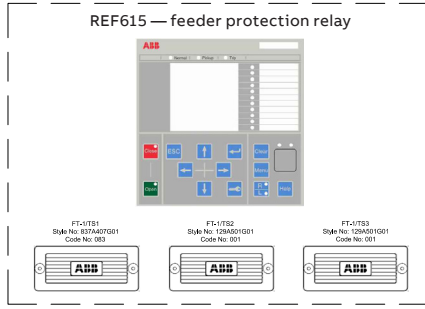 REF615 — feeder protection relay
ABB
Normal Pickup Trip
Close
ESC
Clear
Menu
Open
R
L
Help
FT-1/TS1
Style No: 837A407G01
Code No: 083
FT-1/TS2
Style No: 129A501G01
Code No: 001
FT-1/TS3
Style No: 129A501G01
Code No: 001
ABB
ABB
ABB